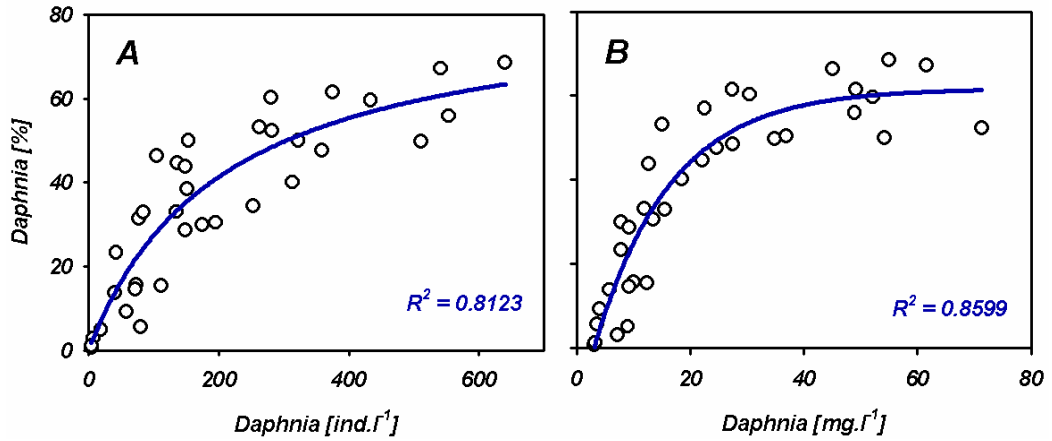 80
60
40
20
0
Daphnia [%]
A
R² = 0.8123
0 200 400 600
Daphnia [ind.l⁻¹]
B
R² = 0.8599
0 20 40 60 80
Daphnia [mg.l⁻¹]